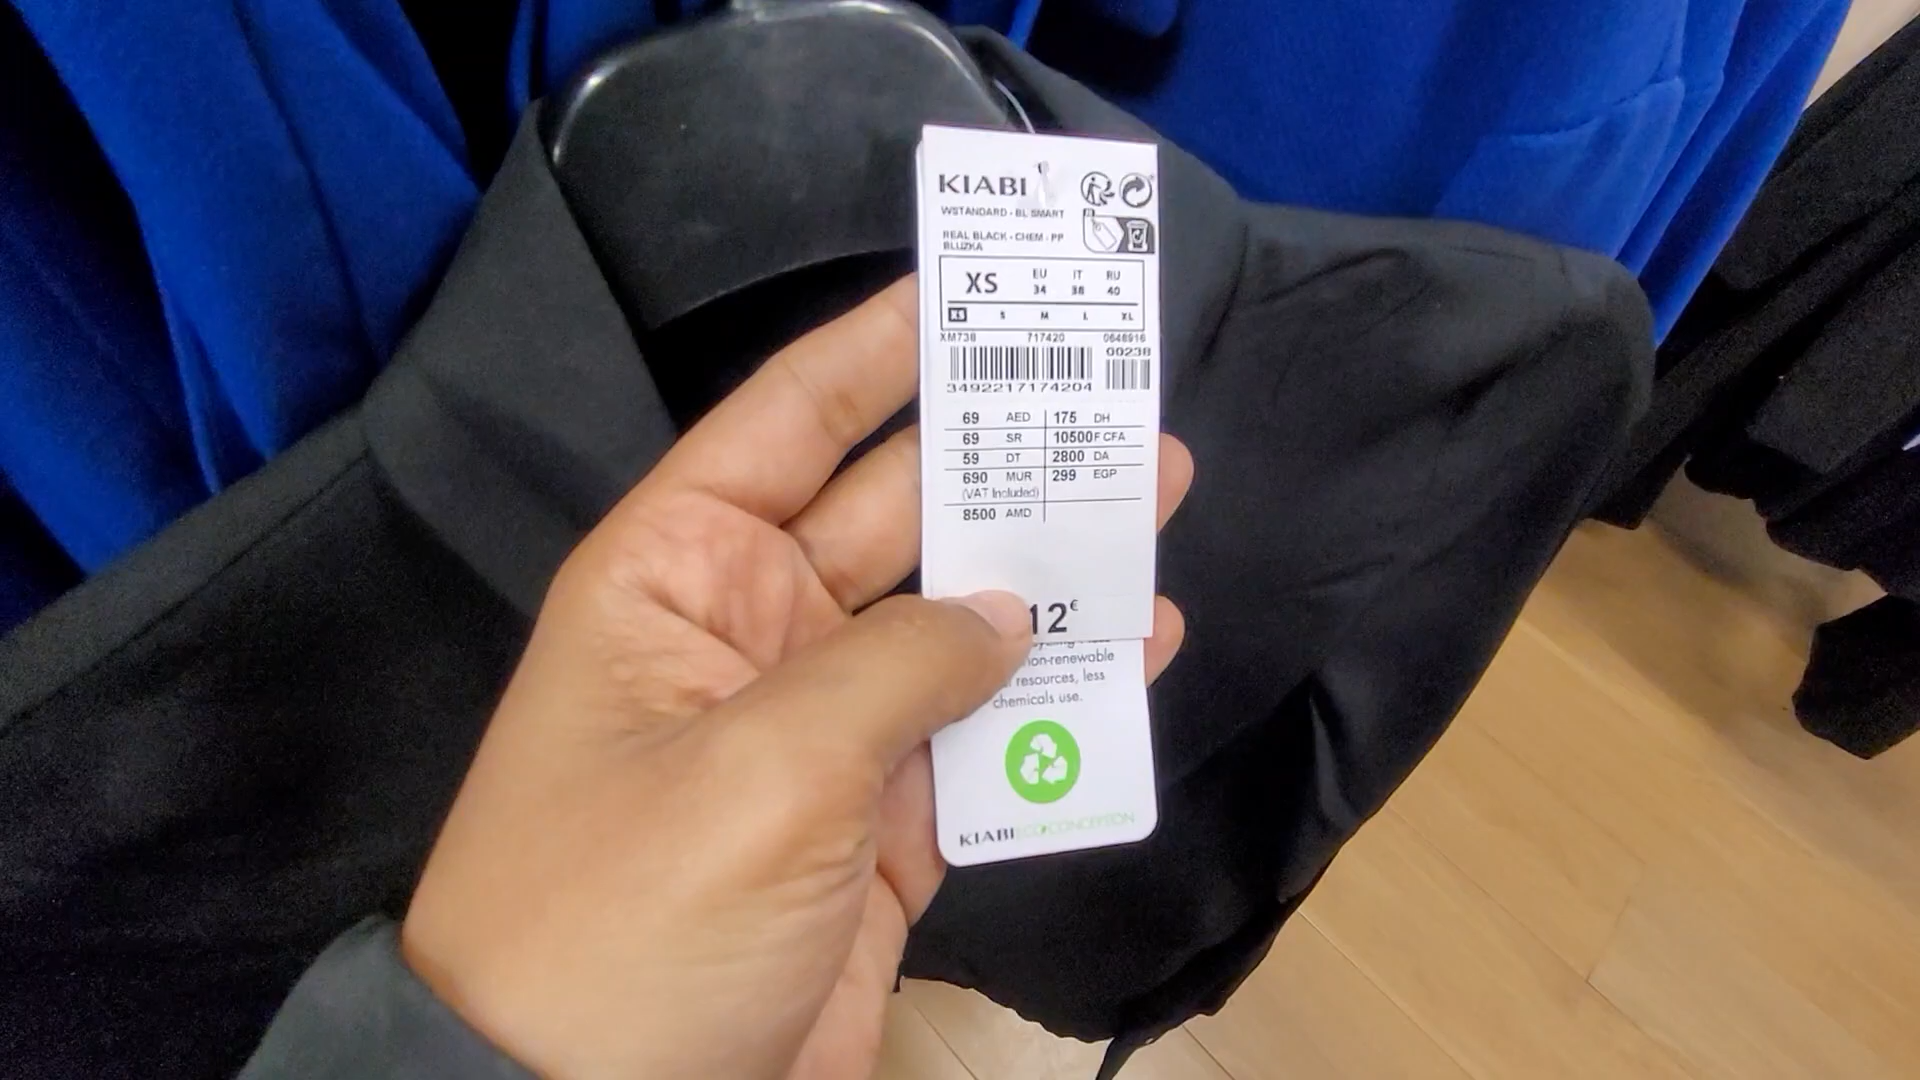 KIABI
WSTANDARD - BL SMART
REAL BLACK - CHEM - PP
BLUZKA
XS EU IT RU
34 38 40
XS S M L XL
XM738 717420 0648916
00238
3492217174204
69 AED 175 DH
69 SR 10500 F CFA
59 DT 2800 DA
690 MUR 299 EGP
(VAT Included)
8500 AMD
12€
non-renewable
resources, less
chemicals use.
KIABI ECOCONCEPTION